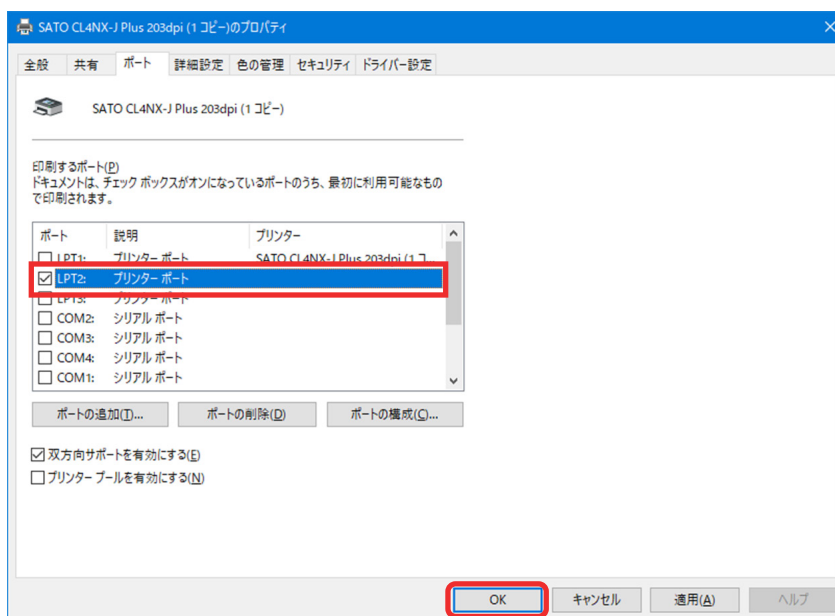 SATO CL4NX-J Plus 203dpi (1 コピー)のプロパティ
全般 共有 ポート 詳細設定 色の管理 セキュリティ ドライバー設定
SATO CL4NX-J Plus 203dpi (1 コピー)
印刷するポート(P)
ドキュメントは、チェック ボックスがオンになっているポートのうち、最初に利用可能なもの
で印刷されます。
ポート 説明 プリンター
LPT1: プリンター ポート SATO CL4NX-J Plus 203dpi (1 コ...
LPT2: プリンター ポート
LPT3: プリンター ポート
COM2: シリアル ポート
COM3: シリアル ポート
COM4: シリアル ポート
COM1: シリアル ポート
ポートの追加(T)... ポートの削除(D) ポートの構成(C)...
双方向サポートを有効にする(E)
プリンター プールを有効にする(N)
OK キャンセル 適用(A) ヘルプ